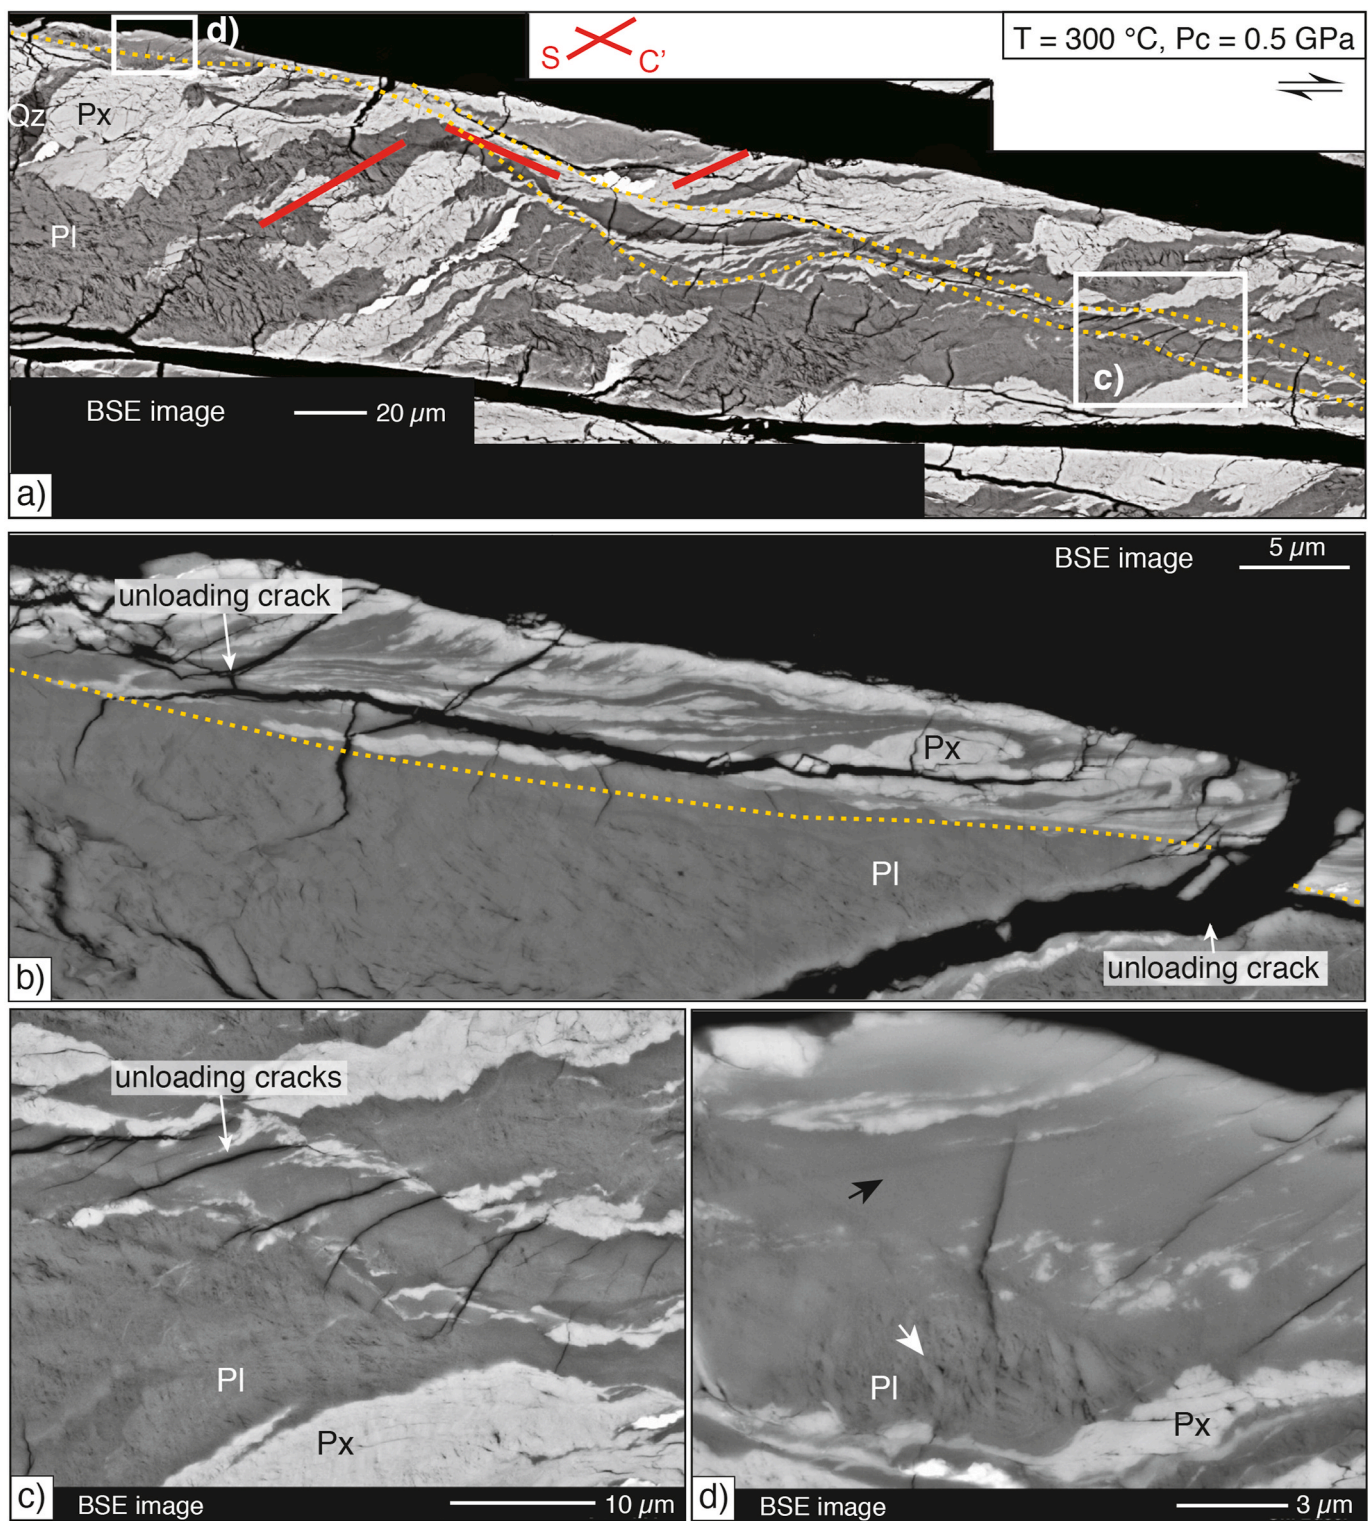 d)
S
C'
T = 300 °C, Pc = 0.5 GPa
Qz
Px
Pl
c)
BSE image
20 µm
a)
BSE image
5 µm
unloading crack
Px
Pl
unloading crack
b)
unloading cracks
Pl
Px
c)
BSE image
10 µm
Pl
Px
d)
BSE image
3 µm